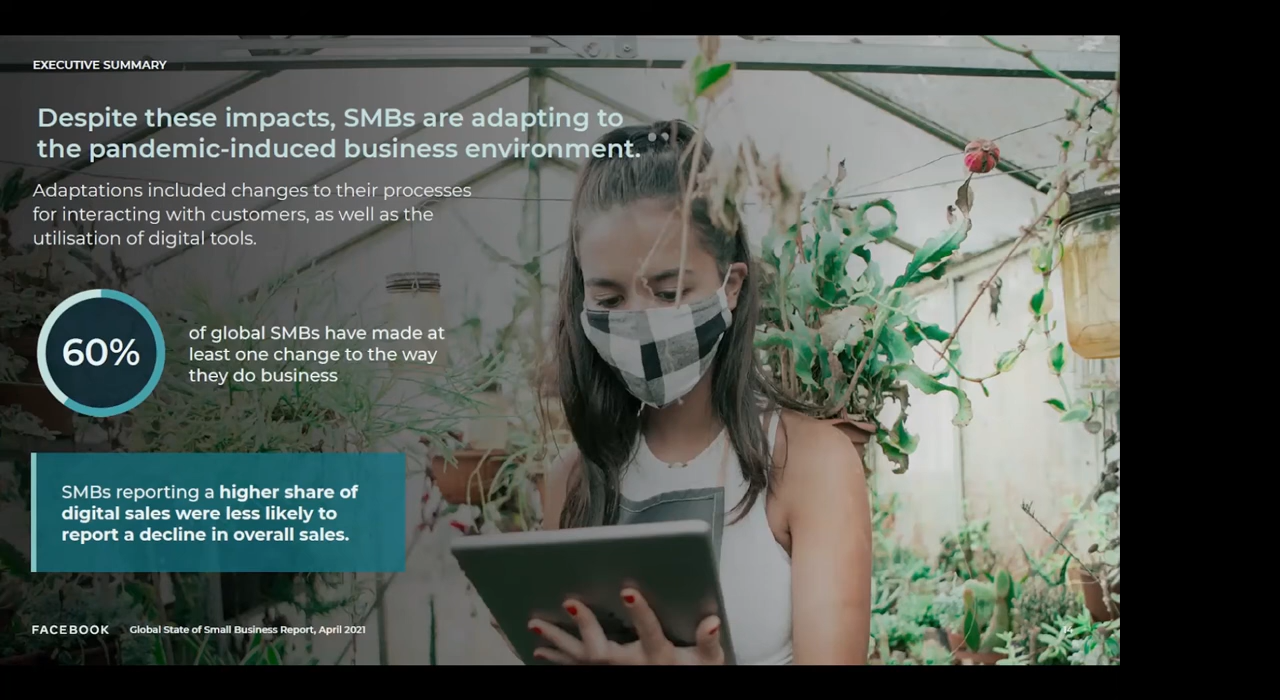 EXECUTIVE SUMMARY
Despite these impacts, SMBs are adapting to
the pandemic-induced business environment.
Adaptations included changes to their processes
for interacting with customers, as well as the
utilisation of digital tools.
60%
of global SMBs have made at
least one change to the way
they do business
SMBs reporting a higher share of
digital sales were less likely to
report a decline in overall sales.
FACEBOOK Global State of Small Business Report, April 2021